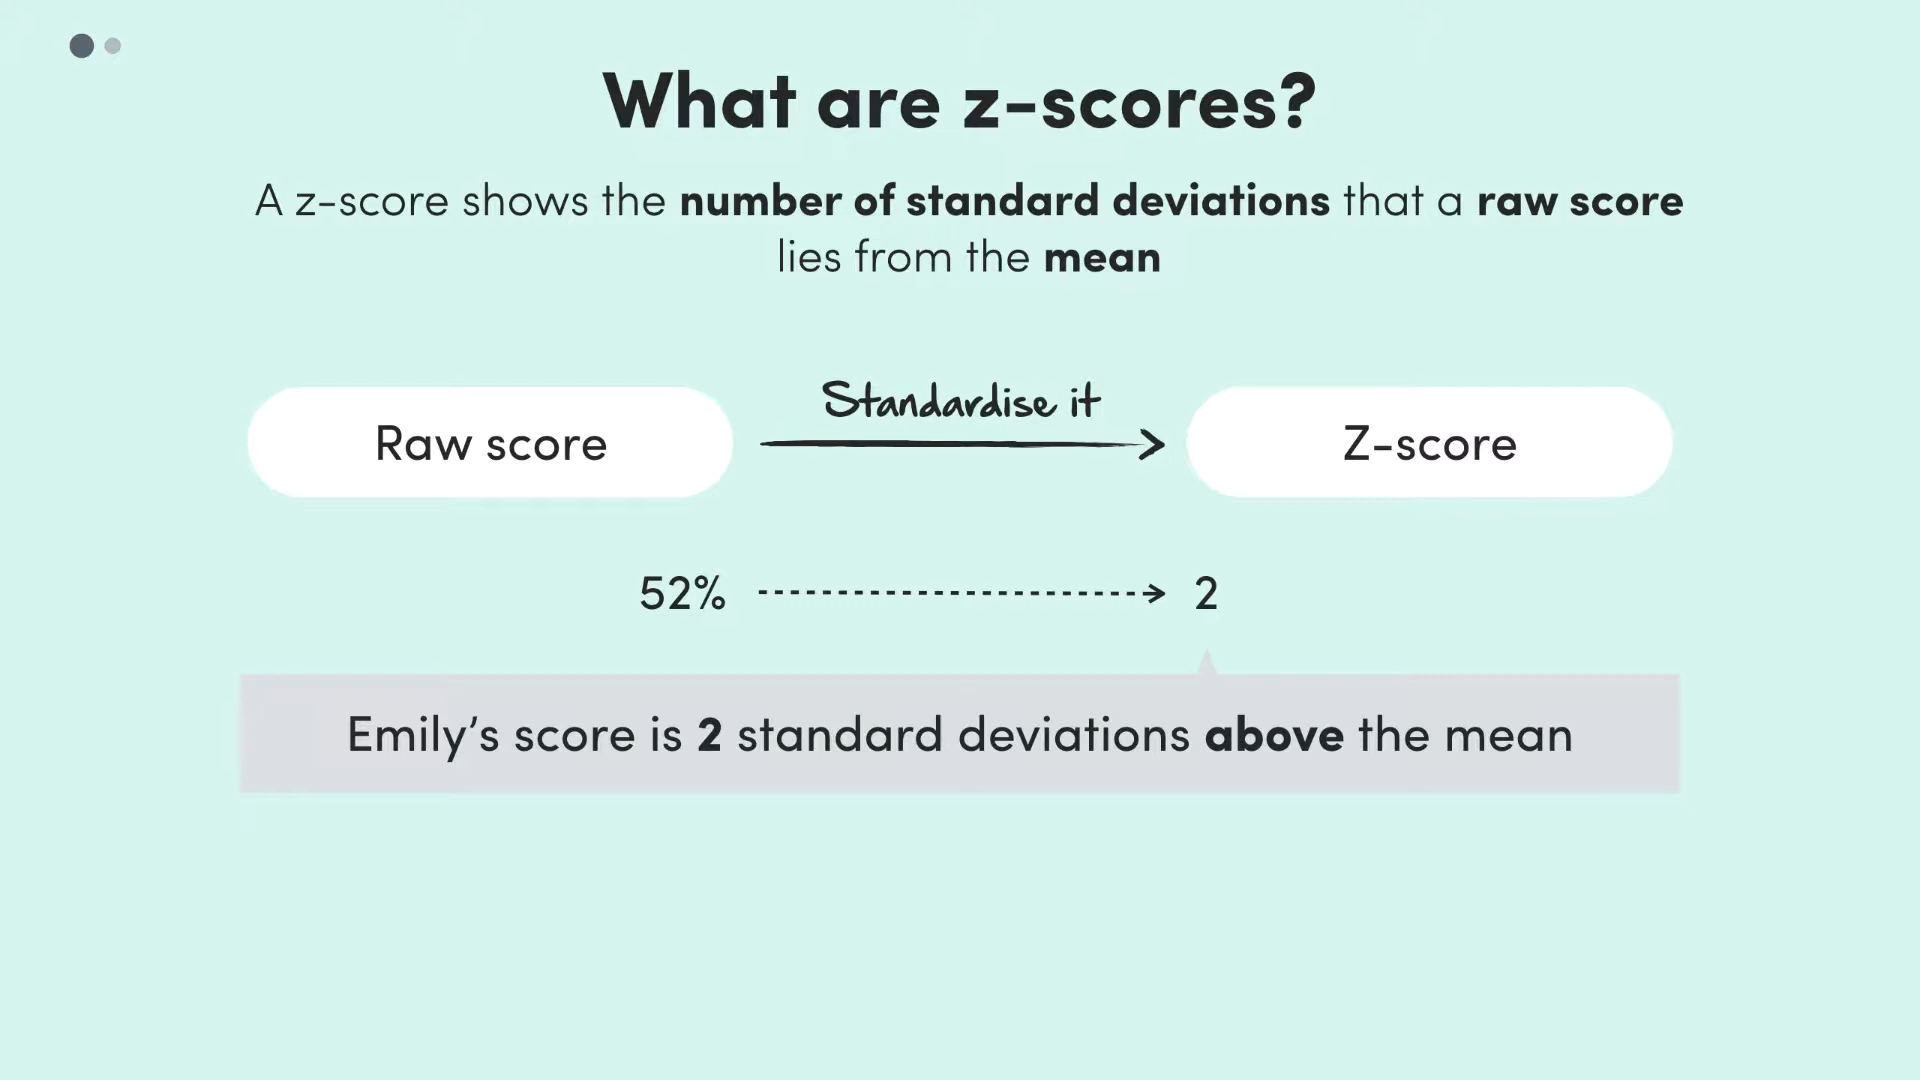 What are z-scores?
A z-score shows the number of standard deviations that a raw score
lies from the mean
Standardise it
Raw score
Z-score
52%
2
Emily's score is 2 standard deviations above the mean